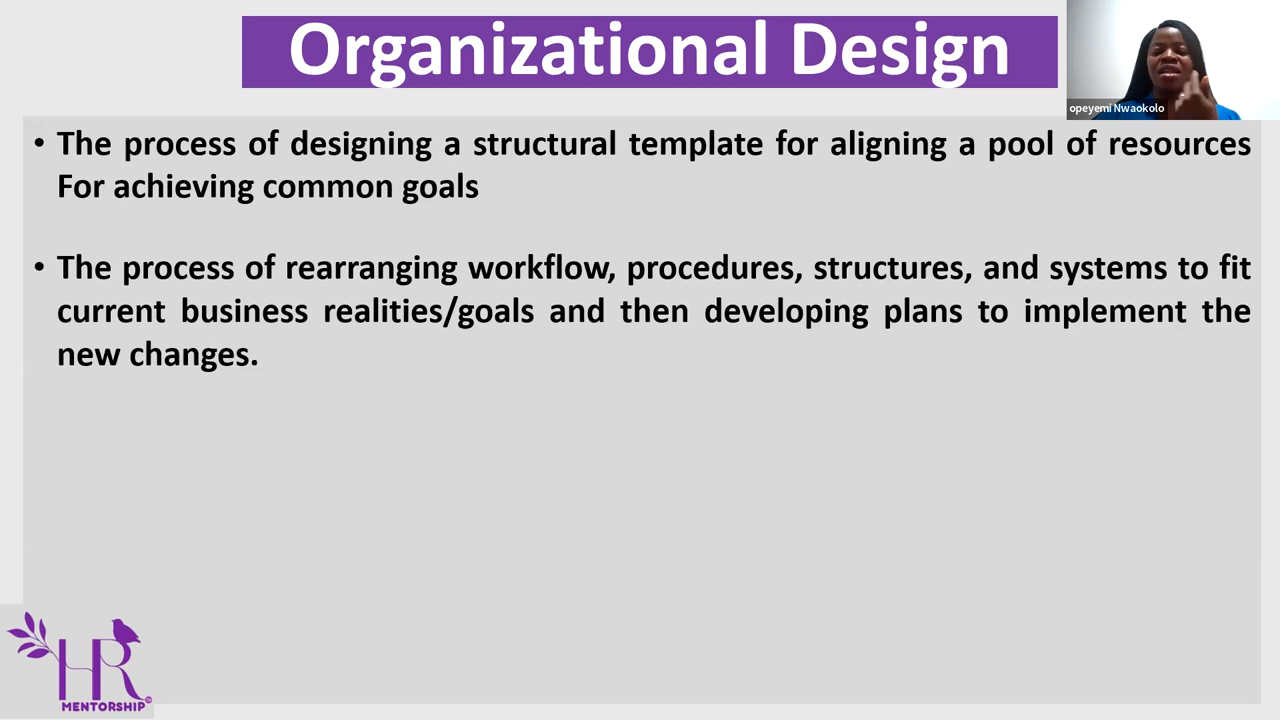 Organizational Design
opeyemi Nwaokolo
• The process of designing a structural template for aligning a pool of resources
For achieving common goals
• The process of rearranging workflow, procedures, structures, and systems to fit
current business realities/goals and then developing plans to implement the
new changes.
HR
MENTORSHIP